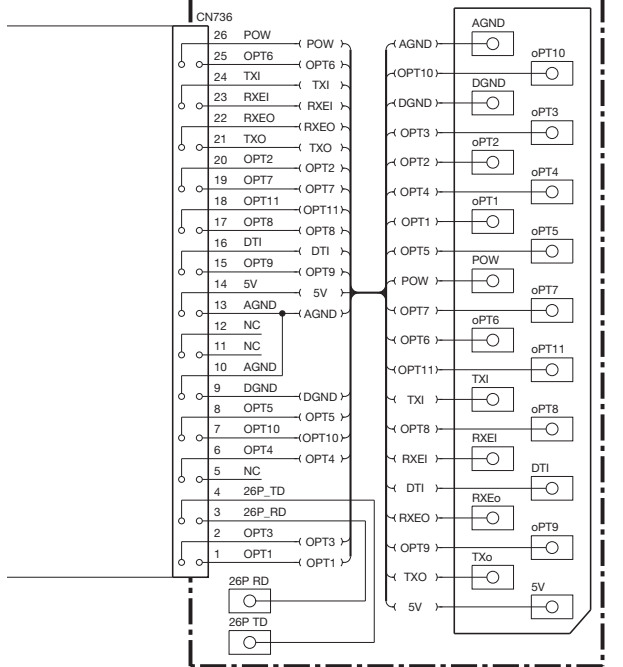 CN736
26 POW POW
25 OPT6 OPT6
24 TXI TXI
23 RXEI RXEI
22 RXEO RXEO
21 TXO TXO
20 OPT2 OPT2
19 OPT7 OPT7
18 OPT11 OPT11
17 OPT8 OPT8
16 DTI DTI
15 OPT9 OPT9
14 5V 5V
13 AGND AGND
12 NC
11 NC
10 AGND
9 DGND DGND
8 OPT5 OPT5
7 OPT10 OPT10
6 OPT4 OPT4
5 NC
4 26P_TD
3 26P_RD
2 OPT3 OPT3
1 OPT1 OPT1
26P RD
26P TD
AGND
OPT10
DGND
OPT3
OPT2
OPT4
OPT1
OPT5
POW
OPT7
OPT6
OPT11
TXI
OPT8
RXEI
DTI
RXEO
OPT9
TXO
5V
AGND
oPT10
DGND
oPT3
oPT2
oPT4
oPT1
oPT5
POW
oPT7
oPT6
oPT11
TXI
oPT8
RXEI
DTI
RXEo
oPT9
TXo
5V